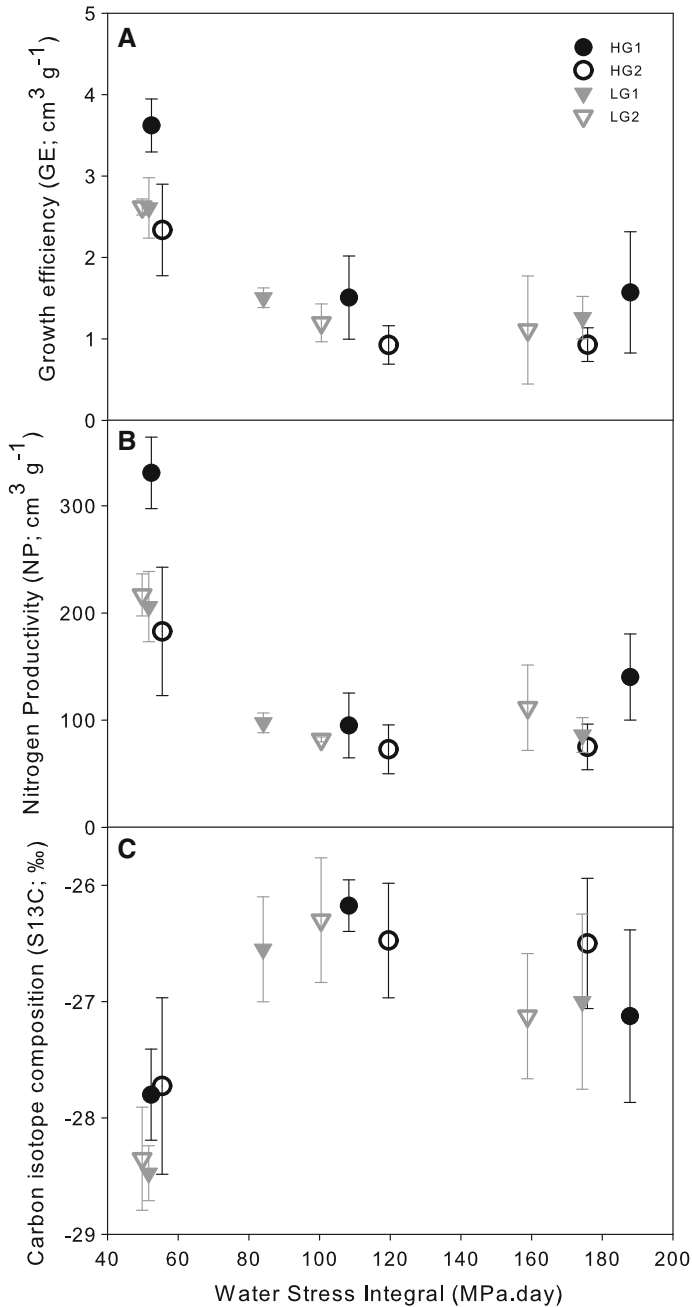 A
HG1
HG2
LG1
LG2
Growth efficiency (GE; cm³ g⁻¹)
5
4
3
2
1
0
B
Nitrogen Productivity (NP; cm³ g⁻¹)
300
200
100
0
C
Carbon isotope composition (S13C; ‰)
-26
-27
-28
-29
40 60 80 100 120 140 160 180 200
Water Stress Integral (MPa.day)